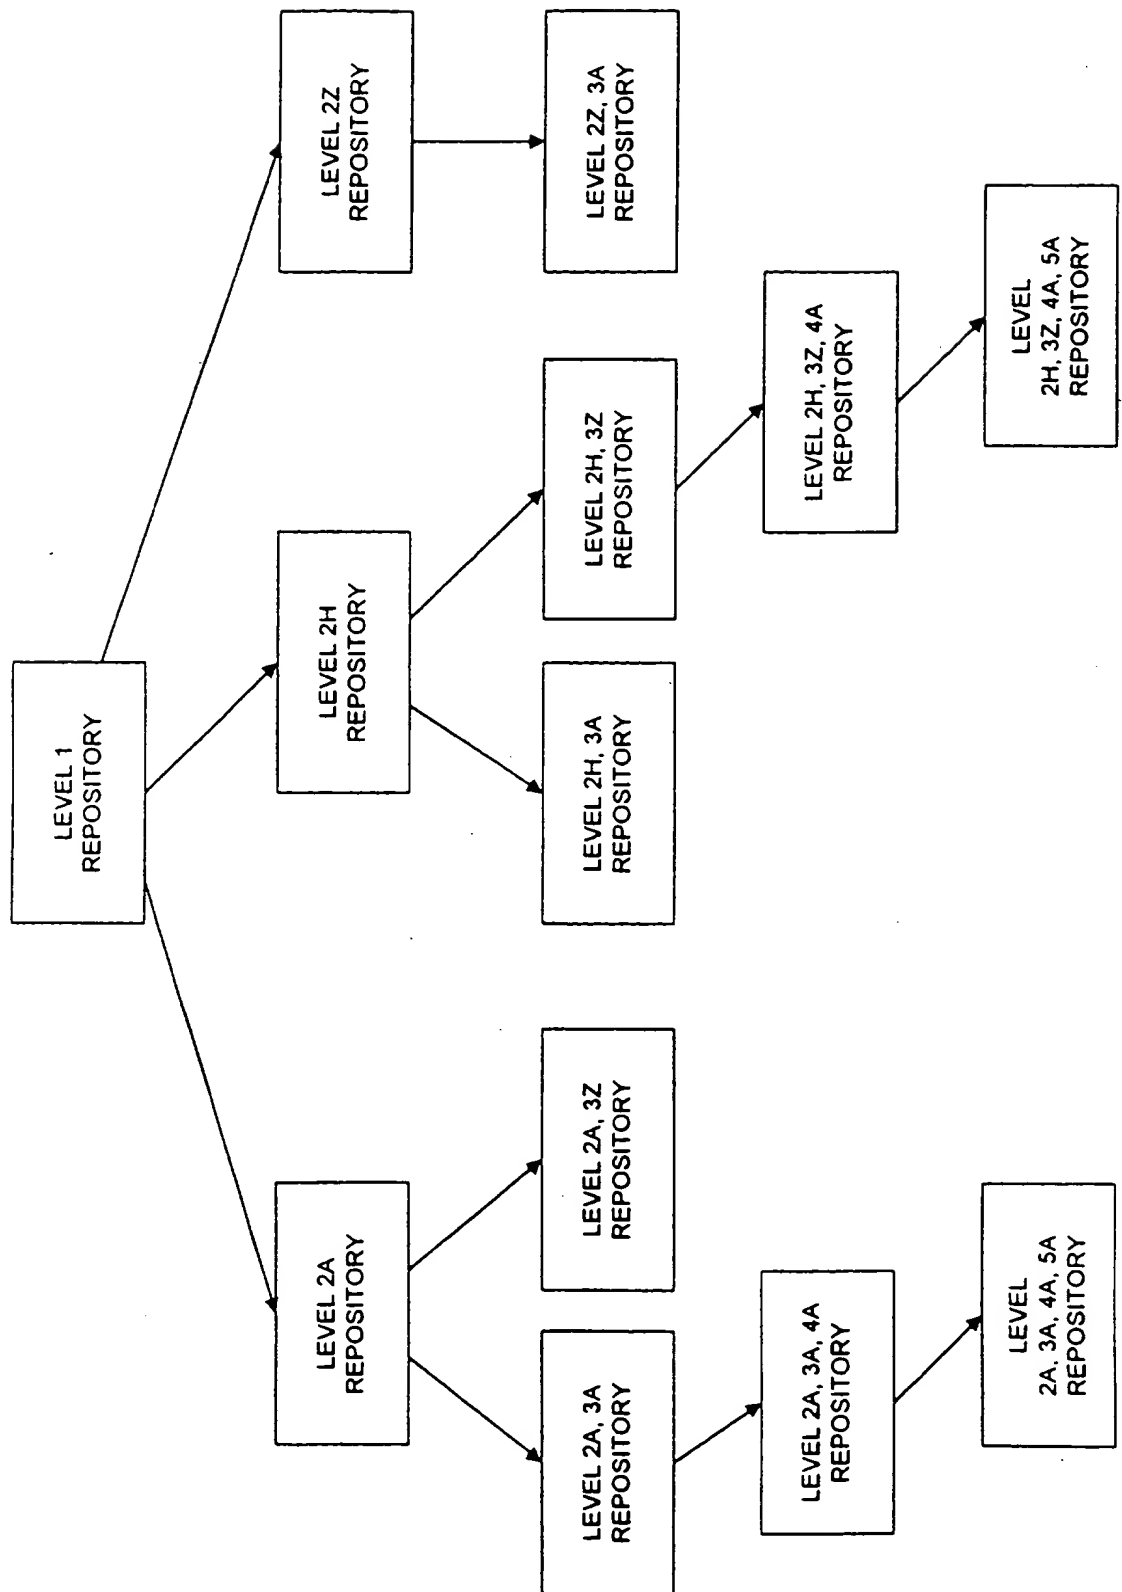 LEVEL 1
REPOSITORY
LEVEL 2A
REPOSITORY
LEVEL 2H
REPOSITORY
LEVEL 2Z
REPOSITORY
LEVEL 2A, 3A
REPOSITORY
LEVEL 2A, 3Z
REPOSITORY
LEVEL 2H, 3A
REPOSITORY
LEVEL 2H, 3Z
REPOSITORY
LEVEL 2Z, 3A
REPOSITORY
LEVEL 2A, 3A, 4A
REPOSITORY
LEVEL 2H, 3Z, 4A
REPOSITORY
LEVEL
2A, 3A, 4A, 5A
REPOSITORY
LEVEL
2H, 3Z, 4A, 5A
REPOSITORY